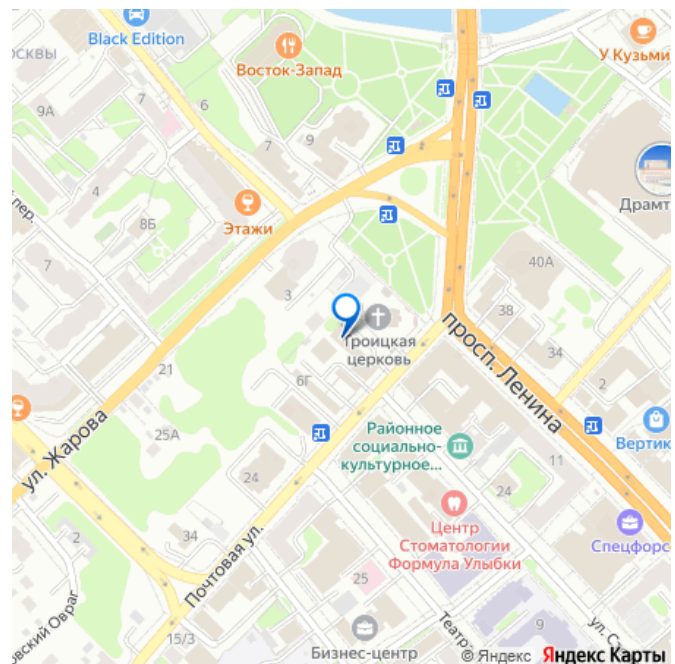 Black Edition
Восток-Запад
У Кузьми
ОСКВЫ
9А
7
6
7
9
4
8Б
пер.
Этажи
Драмт
7
3
40А
38
34
Троицкая
церковь
просп. Ленина
21
6Г
2
ул. Жарова
25А
Районное
социально-
культурное...
Вертик
11
24
24
Центр
Стоматологии
Формула Улыбки
Спецфорс
2
34
Почтовая ул.
25
овский Овраг
15/3
Бизнес-центр
Театр
9
ул. С
© Яндекс Яндекс Карты